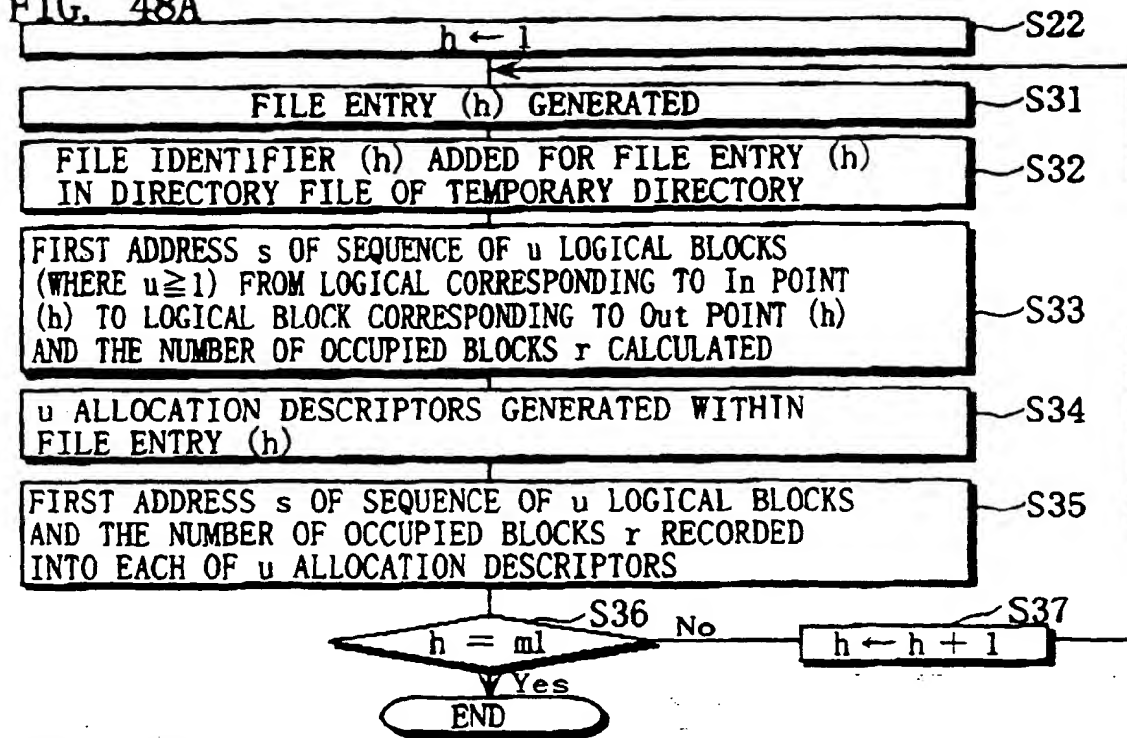 FIG. 48A
h ← 1
S22
FILE ENTRY (h) GENERATED
S31
FILE IDENTIFIER (h) ADDED FOR FILE ENTRY (h)
IN DIRECTORY FILE OF TEMPORARY DIRECTORY
S32
FIRST ADDRESS s OF SEQUENCE OF u LOGICAL BLOCKS
(WHERE u≧1) FROM LOGICAL CORRESPONDING TO In POINT
(h) TO LOGICAL BLOCK CORRESPONDING TO Out POINT (h)
AND THE NUMBER OF OCCUPIED BLOCKS r CALCULATED
S33
u ALLOCATION DESCRIPTORS GENERATED WITHIN
FILE ENTRY (h)
S34
FIRST ADDRESS s OF SEQUENCE OF u LOGICAL BLOCKS
AND THE NUMBER OF OCCUPIED BLOCKS r RECORDED
INTO EACH OF u ALLOCATION DESCRIPTORS
S35
S36
h = ml
No
S37
h ← h + 1
Yes
END